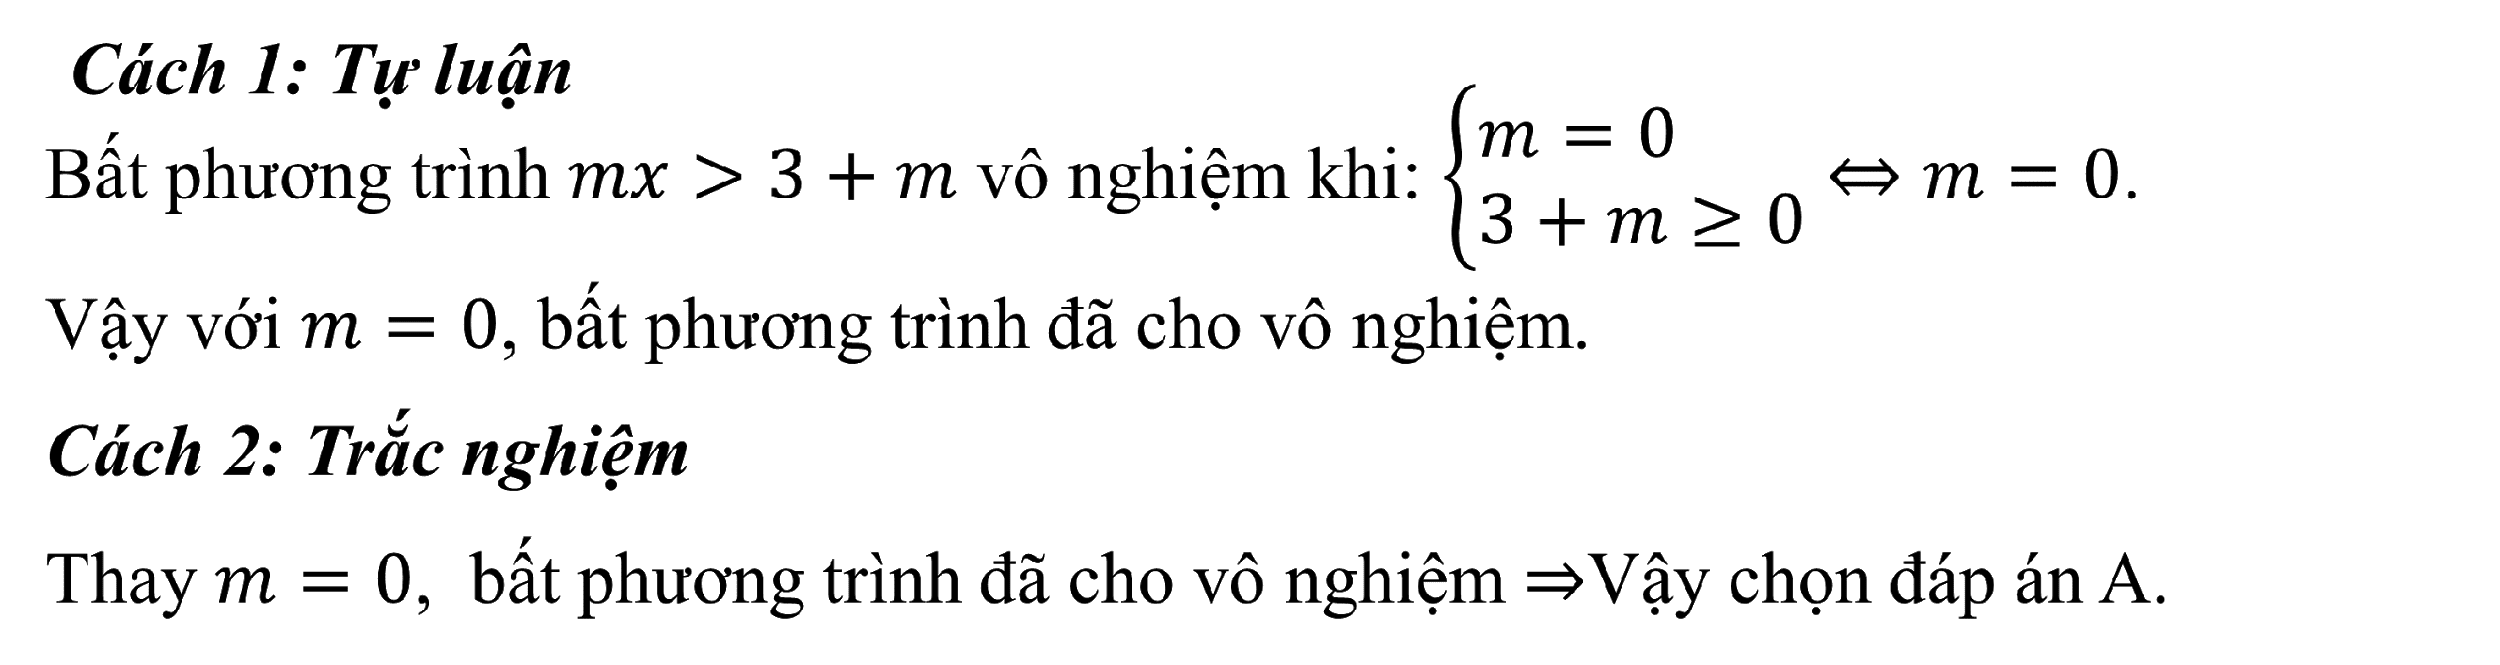 Cách 1: Tự luận
Bất phương trình mx > 3 + m vô nghiệm khi: { m = 0 3 + m ≥ 0 ⇔ m = 0.
Vậy với m = 0, bất phương trình đã cho vô nghiệm.
Cách 2: Trắc nghiệm
Thay m = 0, bất phương trình đã cho vô nghiệm ⇒Vậy chọn đáp án A.